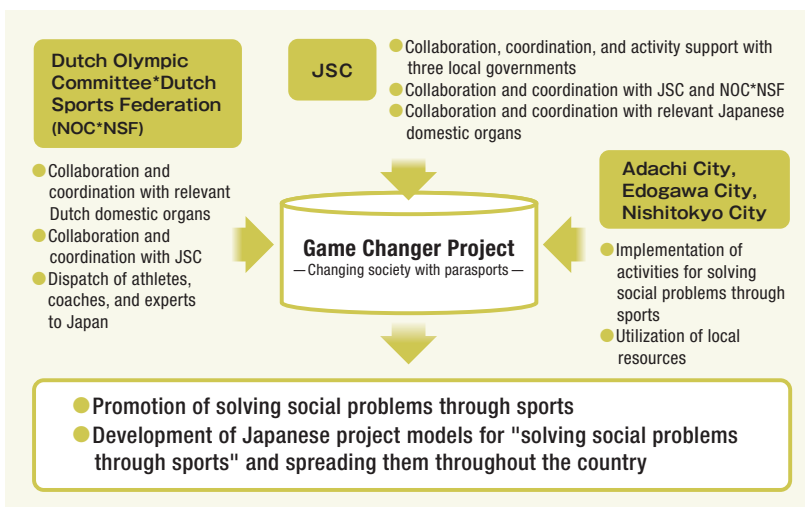 Dutch Olympic
Committee*Dutch
Sports Federation
(NOC*NSF)
●Collaboration and
coordination with relevant
Dutch domestic organs
●Collaboration and
coordination with JSC
●Dispatch of athletes,
coaches, and experts
to Japan
JSC
●Collaboration, coordination, and activity support with
three local governments
●Collaboration and coordination with JSC and NOC*NSF
●Collaboration and coordination with relevant Japanese
domestic organs
Adachi City,
Edogawa City,
Nishitokyo City
●Implementation of
activities for solving
social problems through
sports
●Utilization of local
resources
Game Changer Project
— Changing society with parasports —
●Promotion of solving social problems through sports
●Development of Japanese project models for "solving social problems
through sports" and spreading them throughout the country